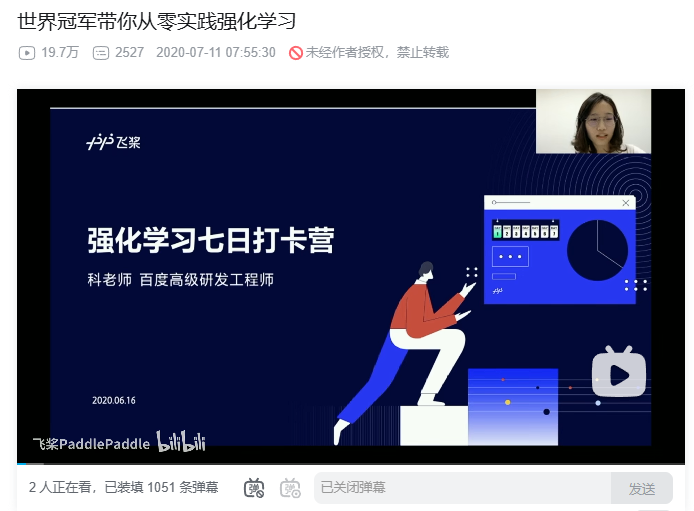 世界冠军带你从零实践强化学习
19.7万 2527 2020-07-11 07:55:30 未经作者授权，禁止转载
飞桨
强化学习七日打卡营
科老师 百度高级研发工程师
2020.06.16
飞桨PaddlePaddle bilibili
2 人正在看，已装填 1051 条弹幕 已关闭弹幕 发送